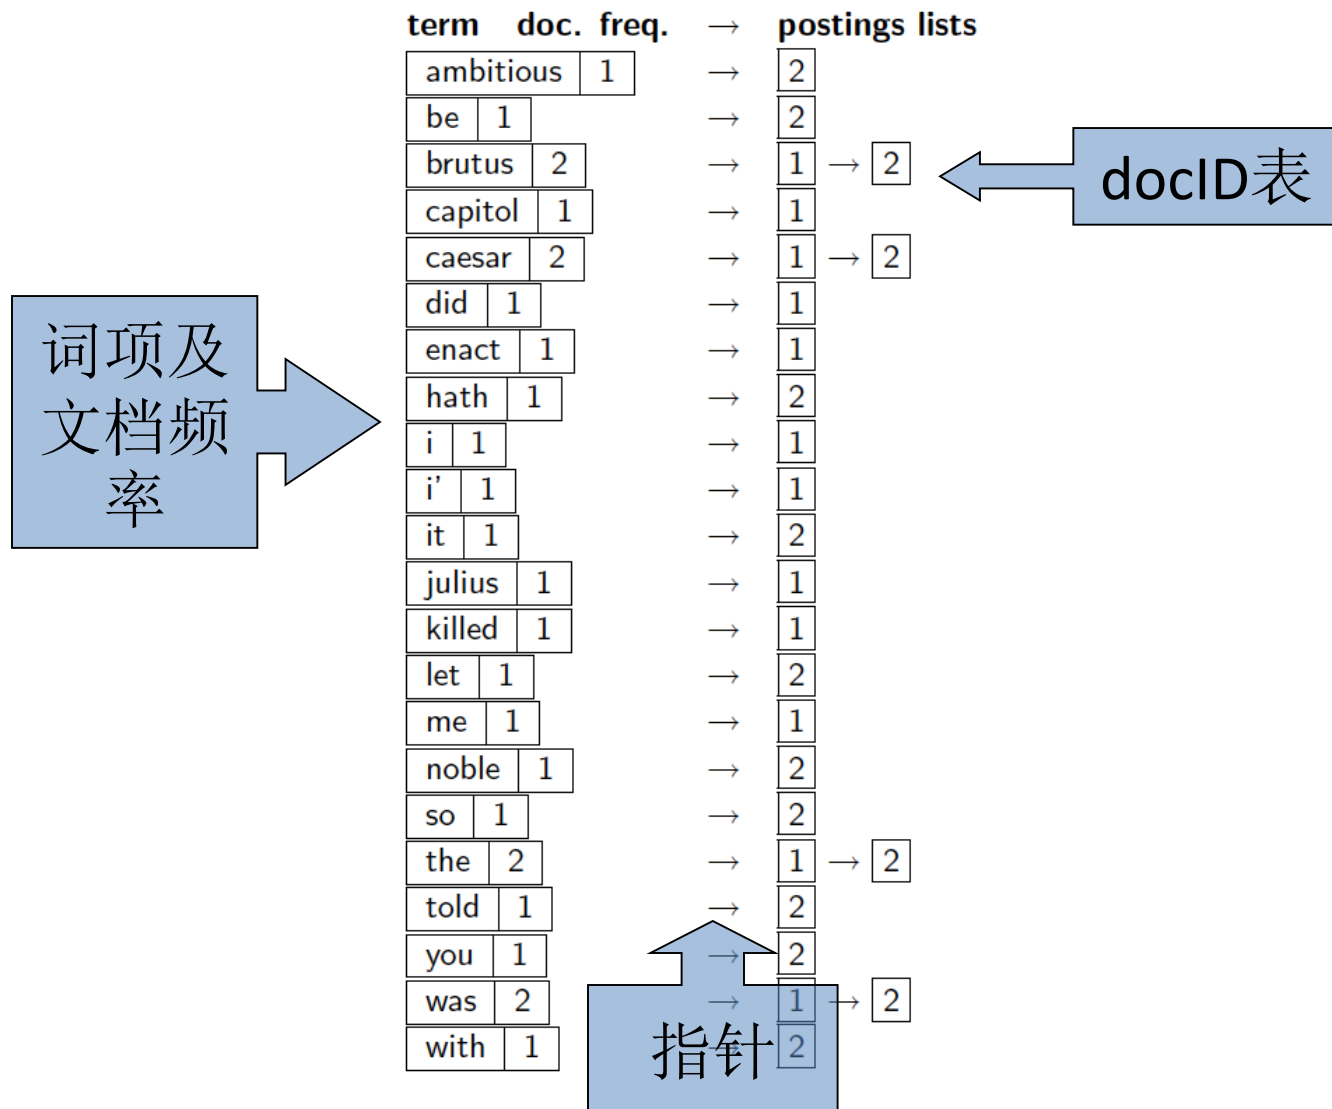 term doc. freq. → postings lists
ambitious 1 → 2
be 1 → 2
brutus 2 → 1 → 2
capitol 1 → 1
caesar 2 → 1 → 2
did 1 → 1
enact 1 → 1
hath 1 → 2
i 1 → 1
i' 1 → 1
it 1 → 2
julius 1 → 1
killed 1 → 1
let 1 → 2
me 1 → 1
noble 1 → 2
so 1 → 2
the 2 → 1 → 2
told 1 → 2
you 1 → 2
was 2 → 1 → 2
with 1 → 2
docID表
词项及
文档频
率
指针